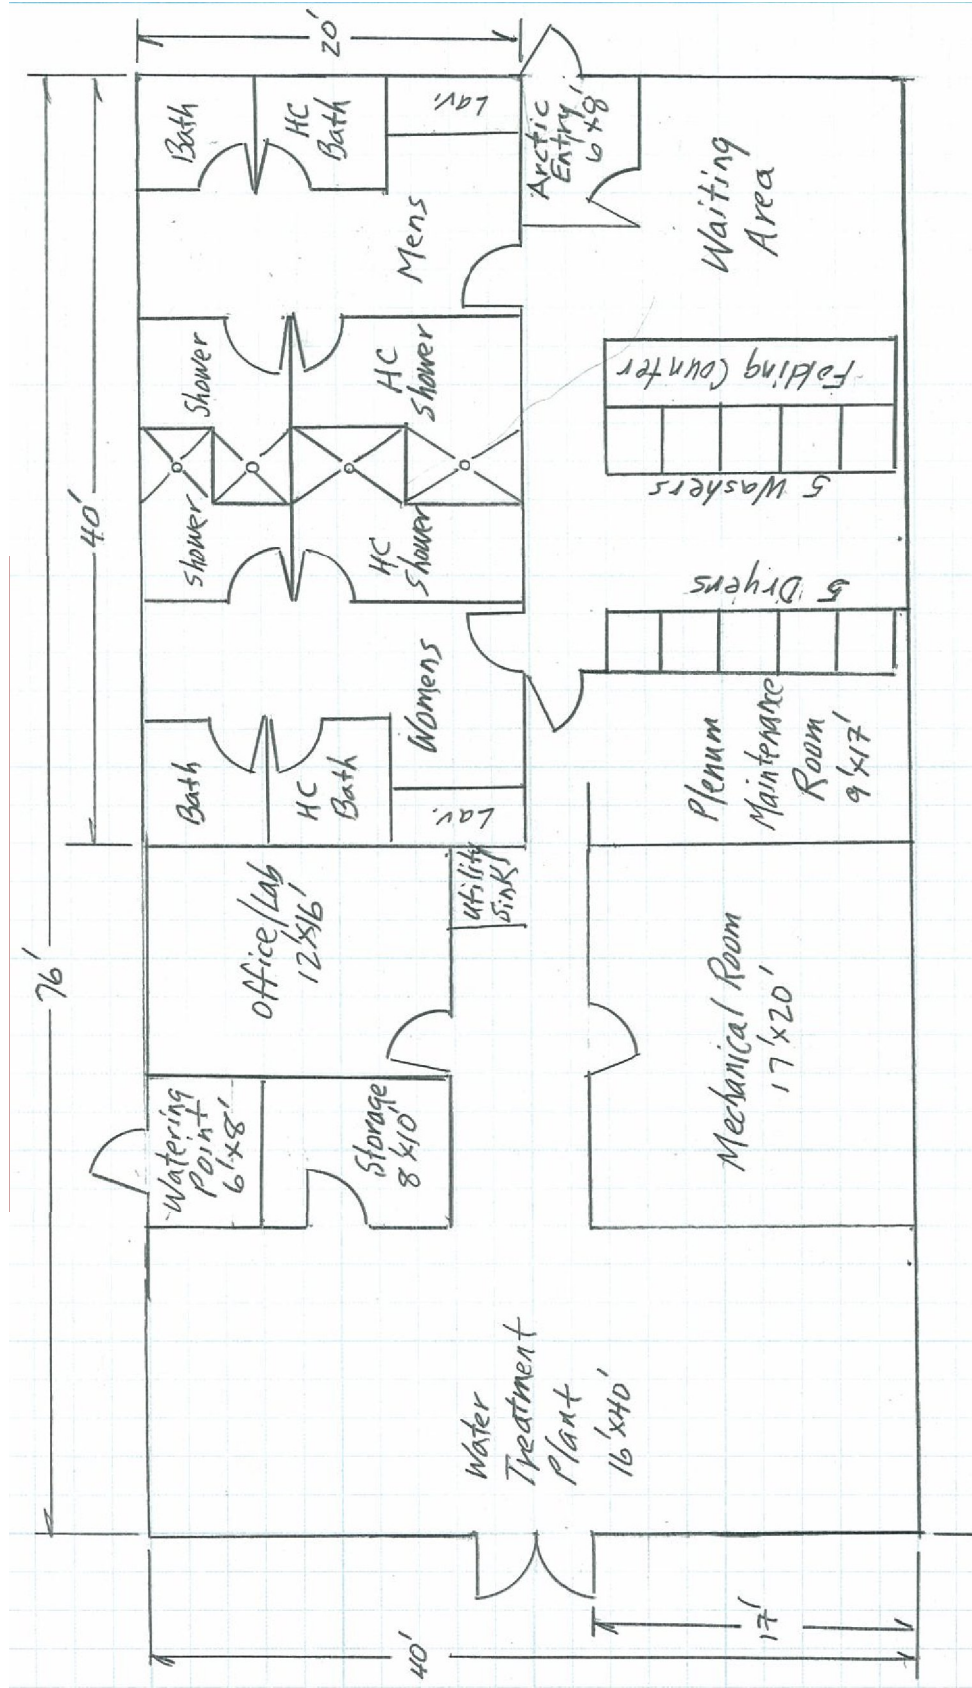 76'
40'
20'
Bath
HC
Bath
Lav.
Mens
Arctic
Entry
6'x8'
Waiting
Area
Shower
HC
Shower
Folding Counter
5 Washers
5 Dryers
Shower
HC
Shower
Womens
Bath
HC
Bath
Lav.
Plenum
Maintenance
Room
9'x17'
Office/Lab
12'x16'
Utility
Sink
Mechanical Room
17'x20'
Watering
Point
6'x8'
Storage
8'x10'
Water
Treatment
Plant
16'x40'
40'
17'